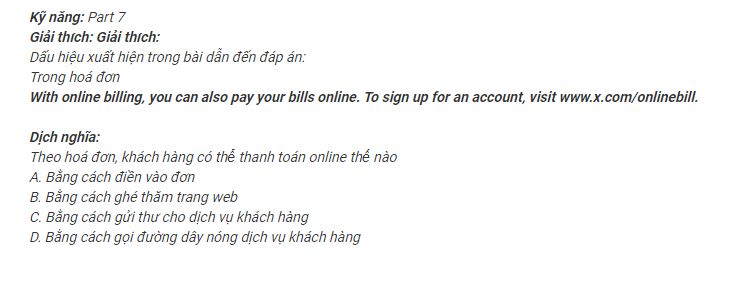 Kỹ năng: Part 7
Giải thích: Giải thích:
Dấu hiệu xuất hiện trong bài dẫn đến đáp án:
Trong hoá đơn
With online billing, you can also pay your bills online. To sign up for an account, visit www.x.com/onlinebill.
Dịch nghĩa:
Theo hoá đơn, khách hàng có thể thanh toán online thế nào
A. Bằng cách điền vào đơn
B. Bằng cách ghé thăm trang web
C. Bằng cách gửi thư cho dịch vụ khách hàng
D. Bằng cách gọi đường dây nóng dịch vụ khách hàng